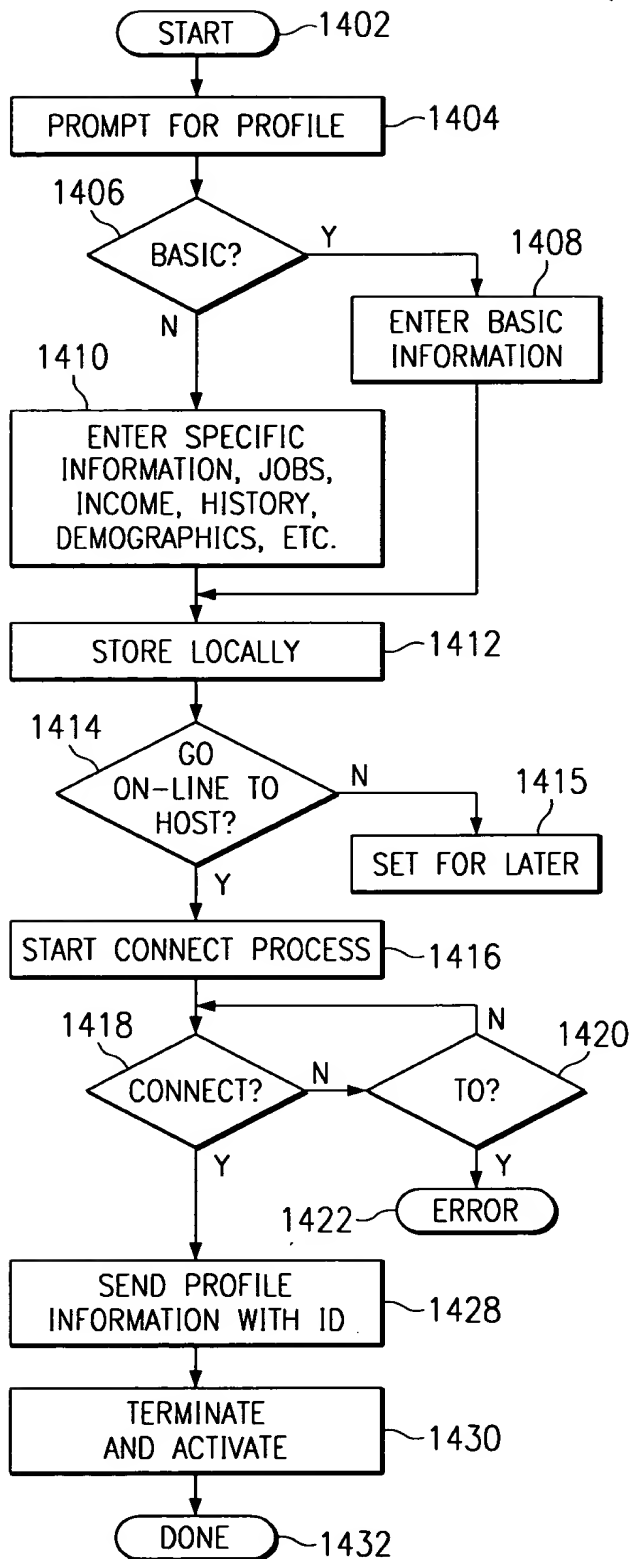 START
1402
PROMPT FOR PROFILE
1404
1406
BASIC?
Y
N
1408
ENTER BASIC
INFORMATION
1410
ENTER SPECIFIC
INFORMATION, JOBS,
INCOME, HISTORY,
DEMOGRAPHICS, ETC.
STORE LOCALLY
1412
1414
GO
ON-LINE TO
HOST?
N
Y
1415
SET FOR LATER
START CONNECT PROCESS
1416
1418
CONNECT?
N
Y
TO?
1420
N
Y
1422
ERROR
SEND PROFILE
INFORMATION WITH ID
1428
TERMINATE
AND ACTIVATE
1430
DONE
1432